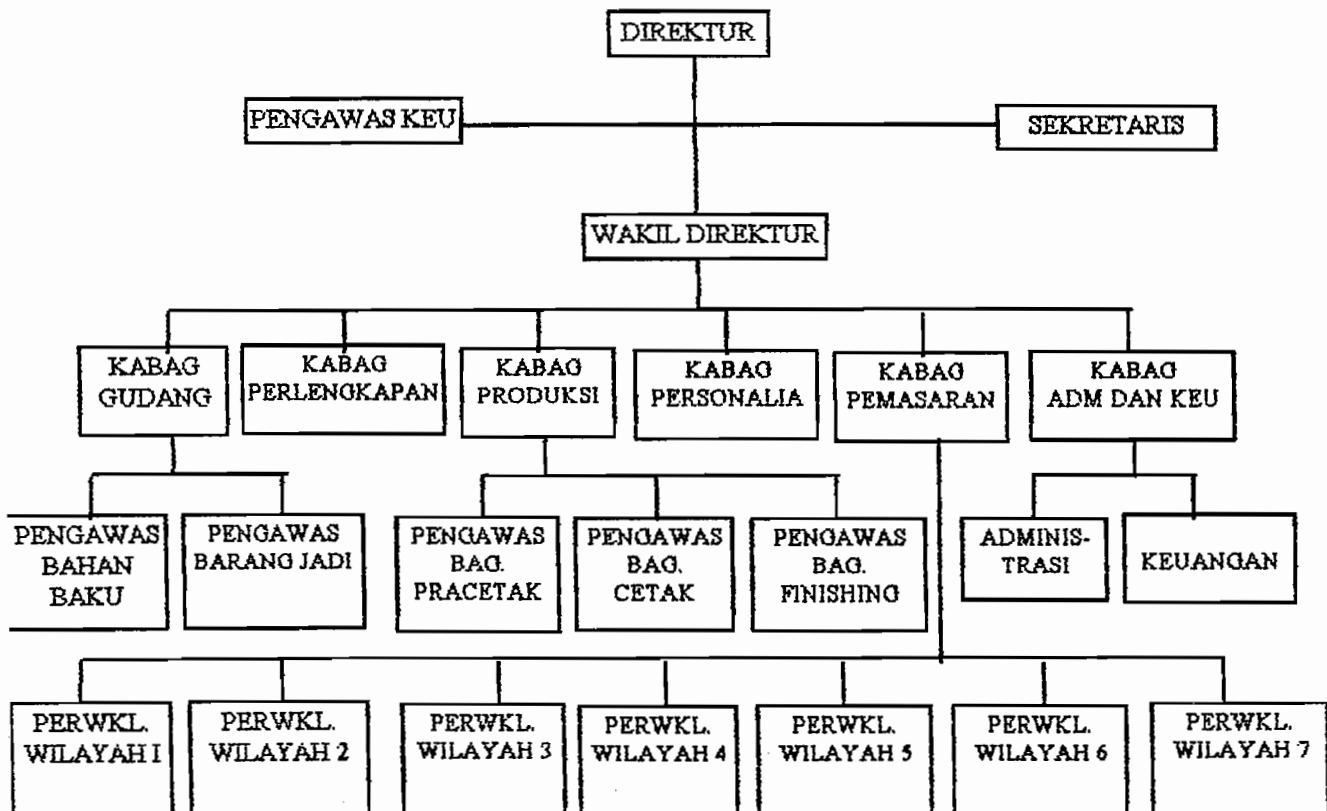 DIREKTUR
PENGAWAS KEU
SEKRETARIS
WAKIL DIREKTUR
KABAG
GUDANG
KABAG
PERLENGKAPAN
KABAG
PRODUKSI
KABAG
PERSONALIA
KABAG
PEMASARAN
KABAG
ADM DAN KEU
PENGAWAS
BAHAN
BAKU
PENGAWAS
BARANG JADI
PENGAWAS
BAG.
PRACETAK
PENGAWAS
BAG.
CETAK
PENGAWAS
BAG.
FINISHING
ADMINIS-
TRASI
KEUANGAN
PERWKL.
WILAYAH 1
PERWKL.
WILAYAH 2
PERWKL.
WILAYAH 3
PERWKL.
WILAYAH 4
PERWKL.
WILAYAH 5
PERWKL.
WILAYAH 6
PERWKL.
WILAYAH 7